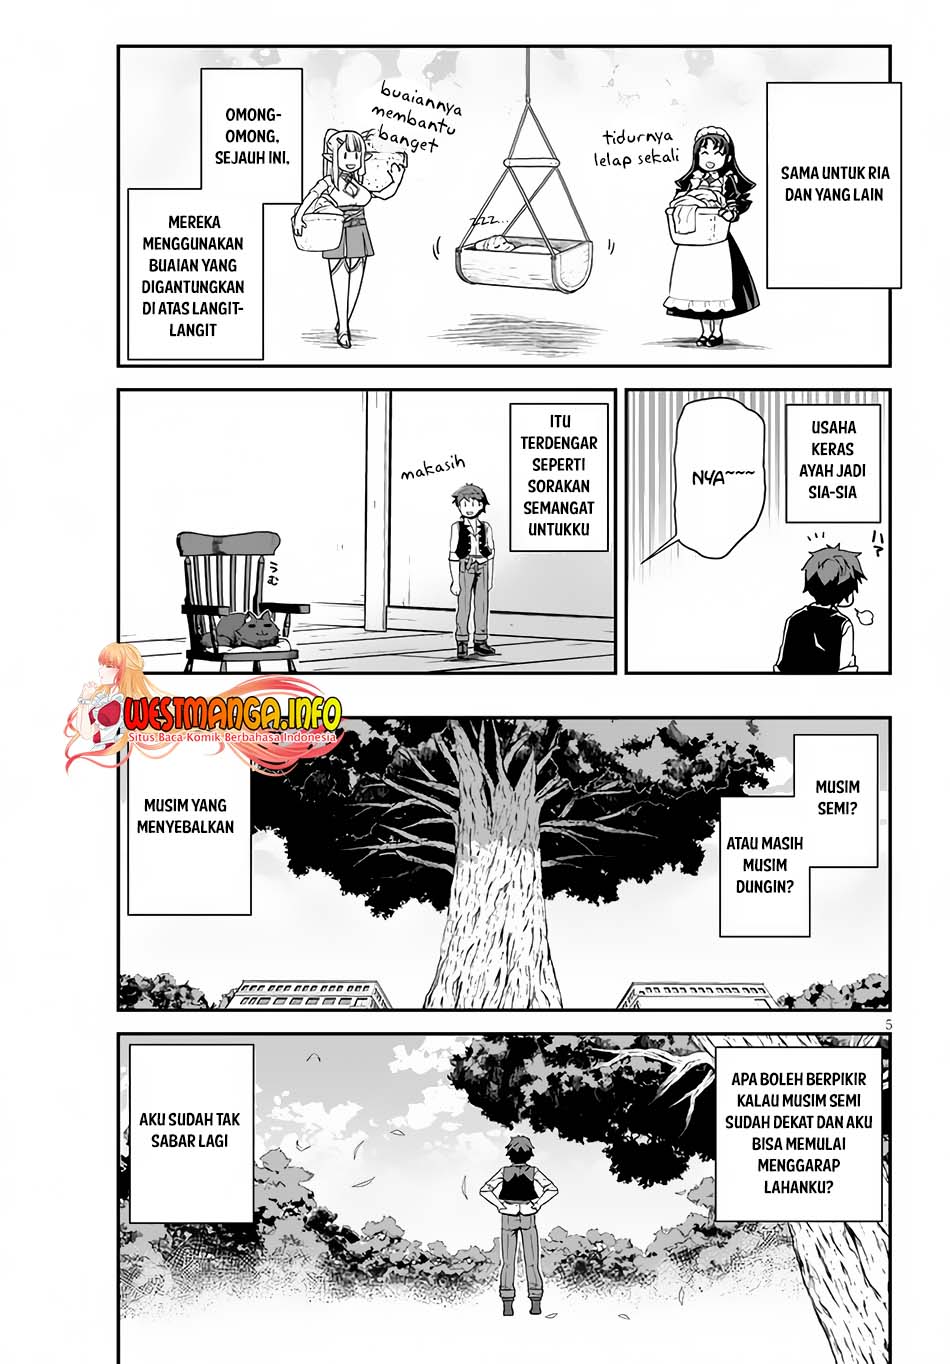 SAMA UNTUK RIA
DAN YANG LAIN
tidurnya
lelap sekali
zzz...
buaiannya
membantu
banget
OMONG-
OMONG,
SEJAUH INI,
MEREKA
MENGGUNAKAN
BUAIAN YANG
DIGANTUNGKAN
DI ATAS LANGIT-
LANGIT
USAHA
KERAS
AYAH JADI
SIA-SIA
NYA~~~
ITU
TERDENGAR
SEPERTI
SORAKAN
SEMANGAT
UNTUKKU
makasih
うむ
WESTMANGA.INFO
Situs Baca Komik Berbahasa Indonesia
MUSIM
SEMI?
ATAU MASIH
MUSIM
DUNGIN?
MUSIM YANG
MENYEBALKAN
5
APA BOLEH BERPIKIR
KALAU MUSIM SEMI
SUDAH DEKAT DAN AKU
BISA MEMULAI
MENGGARAP
LAHANKU?
AKU SUDAH TAK
SABAR LAGI